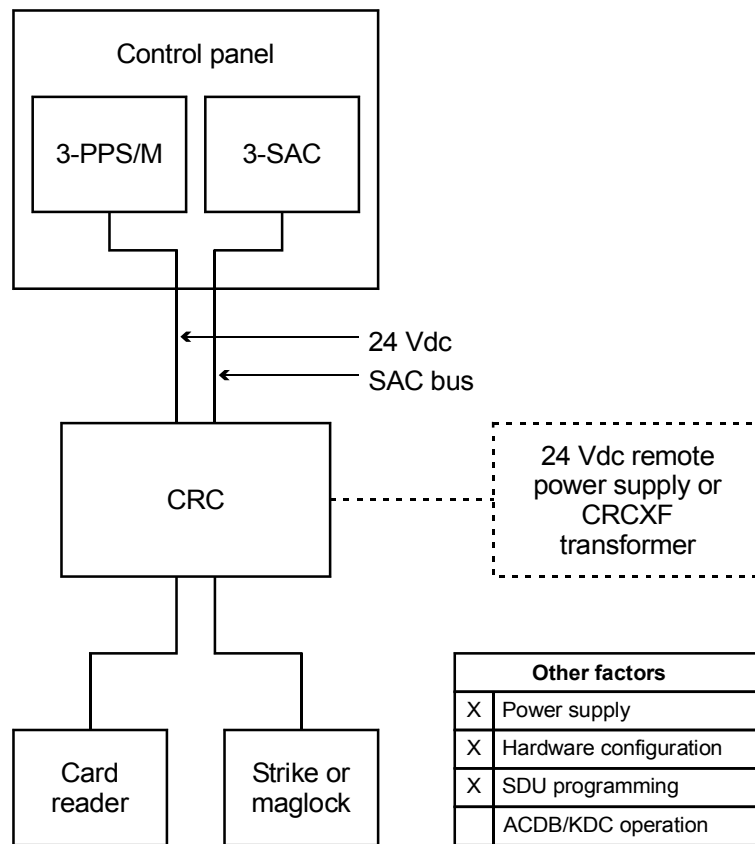 Control panel
3-PPS/M
3-SAC
24 Vdc
SAC bus
CRC
24 Vdc remote
power supply or
CRCXF
transformer
Card
reader
Strike or
maglock
Other factors
X Power supply
X Hardware configuration
X SDU programming
ACDB/KDC operation